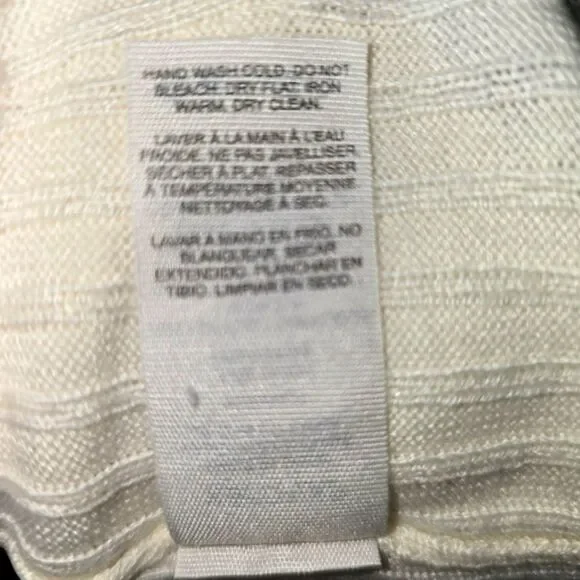 HAND WASH COLD. DO NOT
BLEACH. DRY FLAT. IRON
WARM. DRY CLEAN.
LAVER À LA MAIN À L'EAU
FROIDE. NE PAS JAVELLISER.
SÉCHER À PLAT. REPASSER
À TEMPÉRATURE MOYENNE.
NETTOYAGE À SEC.
LAVAR A MANO EN FRIO. NO
BLANQUEAR. SECAR
EXTENDIDO. PLANCHAR EN
TIBIO. LIMPIAR EN SECO.